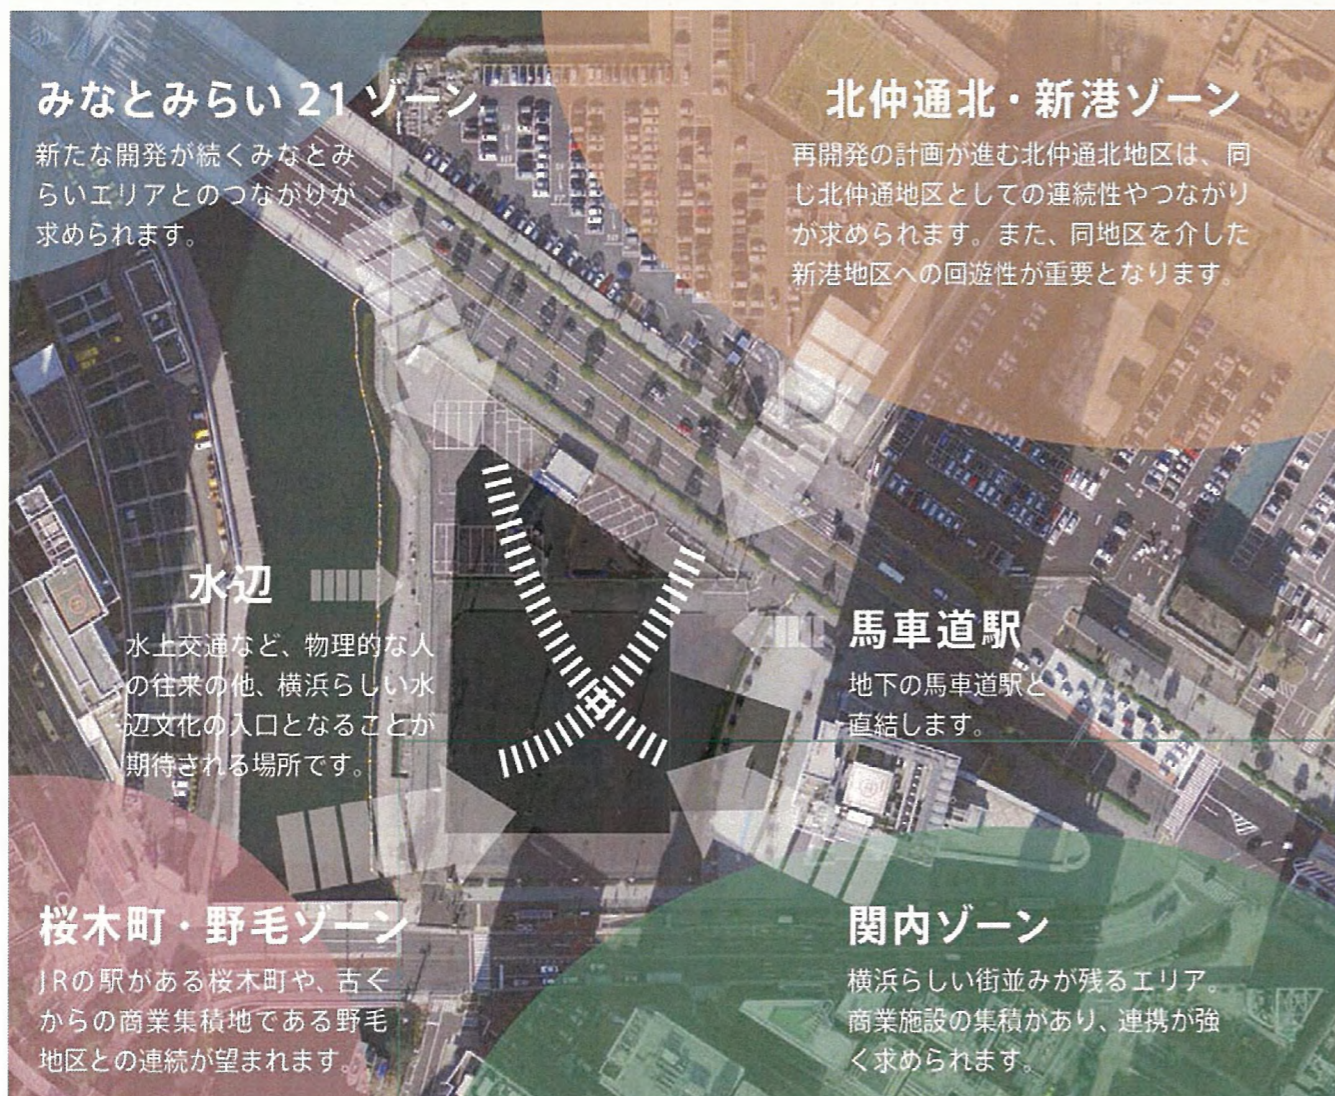 みなとみらい 21 ゾーン
新たな開発が続くみなとみ
らいエリアとのつながりが
求められます。
北仲通北・新港ゾーン
再開発の計画が進む北仲通北地区は、同
じ北仲通地区としての連続性やつながり
が求められます。また、同地区を介した
新港地区への回遊性が重要となります。
水辺
水上交通など、物理的な人
の往来の他、横浜らしい水
辺文化の入口となることが
期待される場所です。
馬車道駅
地下の馬車道駅と
直結します。
桜木町・野毛ゾーン
JRの駅がある桜木町や、古く
からの商業集積地である野毛
地区との連続が望まれます。
関内ゾーン
横浜らしい街並みが残るエリア。
商業施設の集積があり、連携が強
く求められます。